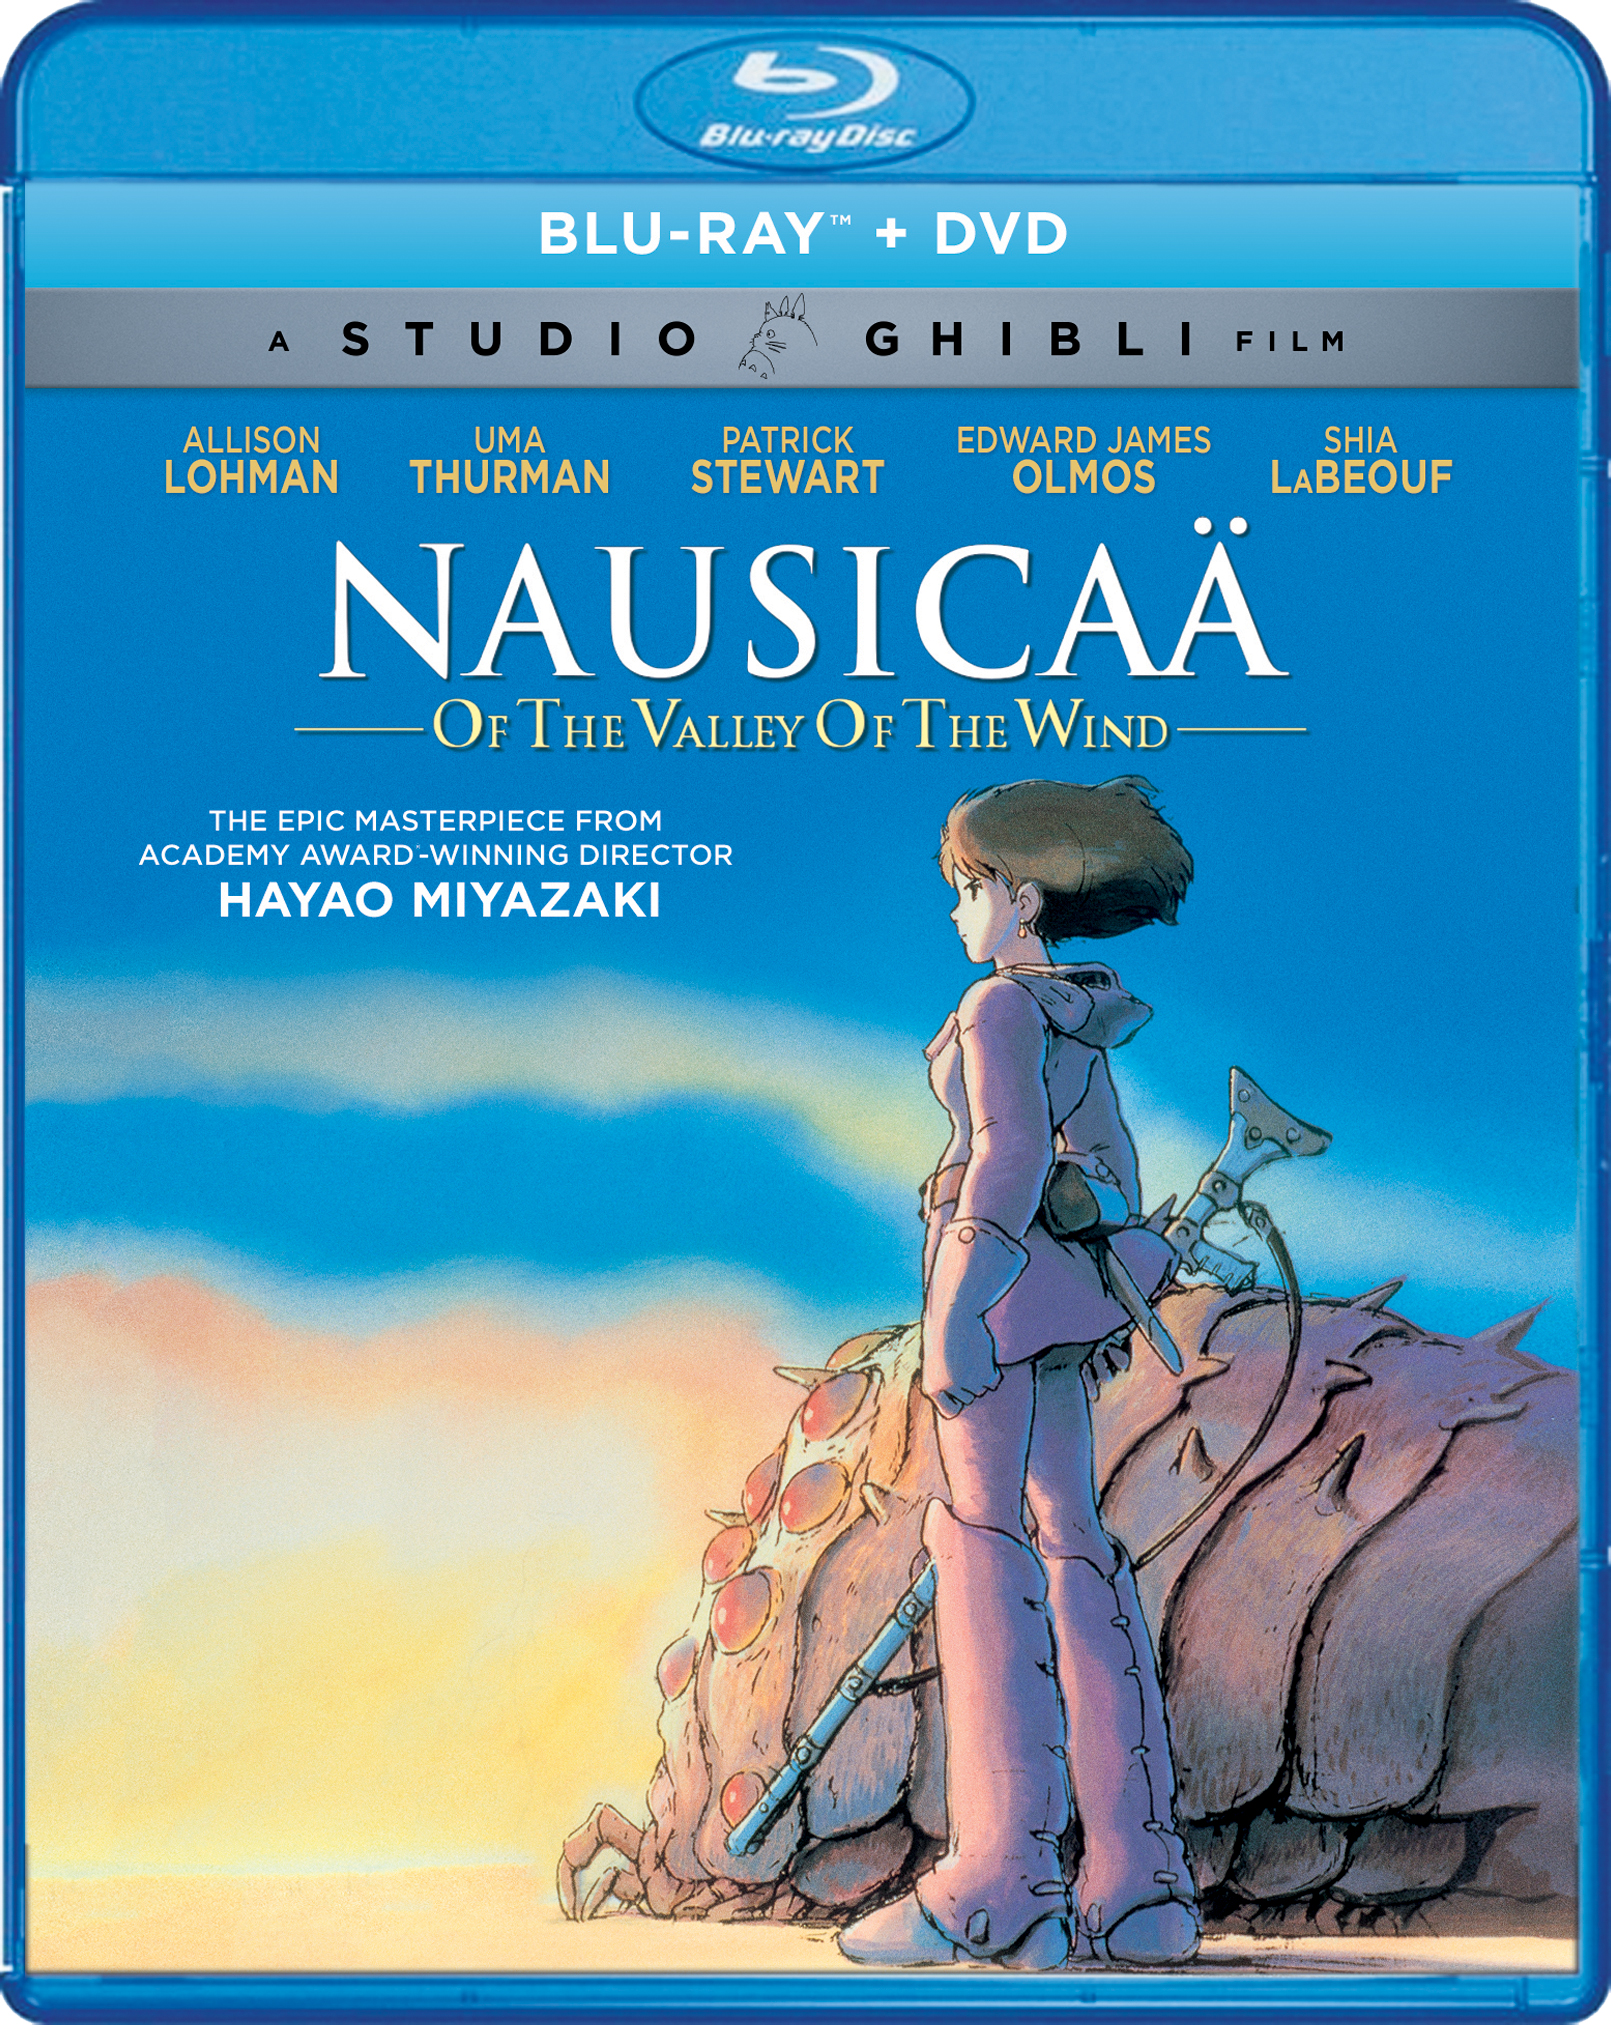 Blu-ray Disc
BLU-RAY™ + DVD
A STUDIO GHIBLI FILM
ALLISON LOHMAN
UMA THURMAN
PATRICK STEWART
EDWARD JAMES OLMOS
SHIA LABEOUF
NAUSICAÄ
OF THE VALLEY OF THE WIND
THE EPIC MASTERPIECE FROM
ACADEMY AWARD®-WINNING DIRECTOR
HAYAO MIYAZAKI